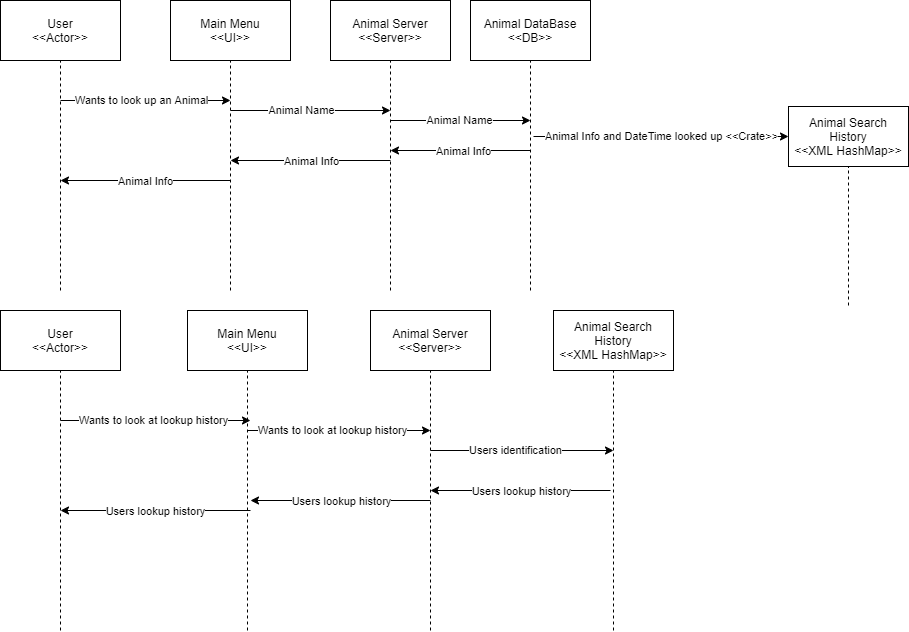 User
<<Actor>>
Main Menu
<<UI>>
Animal Server
<<Server>>
Animal DataBase
<<DB>>
Wants to look up an Animal
Animal Name
Animal Name
Animal Info and DateTime looked up <<Crate>>
Animal Search
History
<<XML HashMap>>
Animal Info
Animal Info
Animal Info
User
<<Actor>>
Main Menu
<<UI>>
Animal Server
<<Server>>
Animal Search
History
<<XML HashMap>>
Wants to look at lookup history
Wants to look at lookup history
Users identification
Users lookup history
Users lookup history
Users lookup history